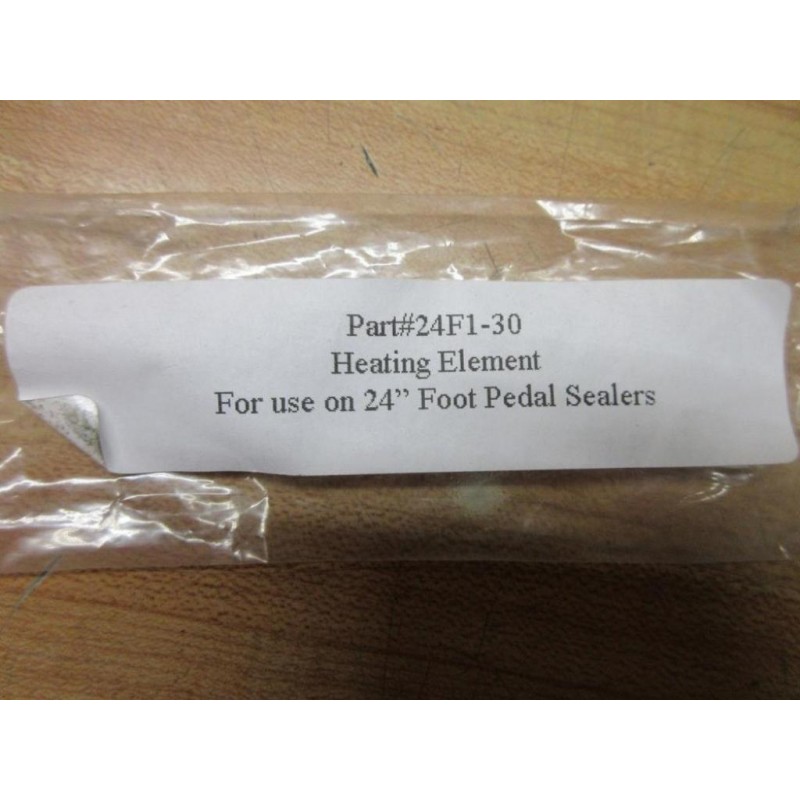 Part#24F1-30
Heating Element
For use on 24” Foot Pedal Sealers